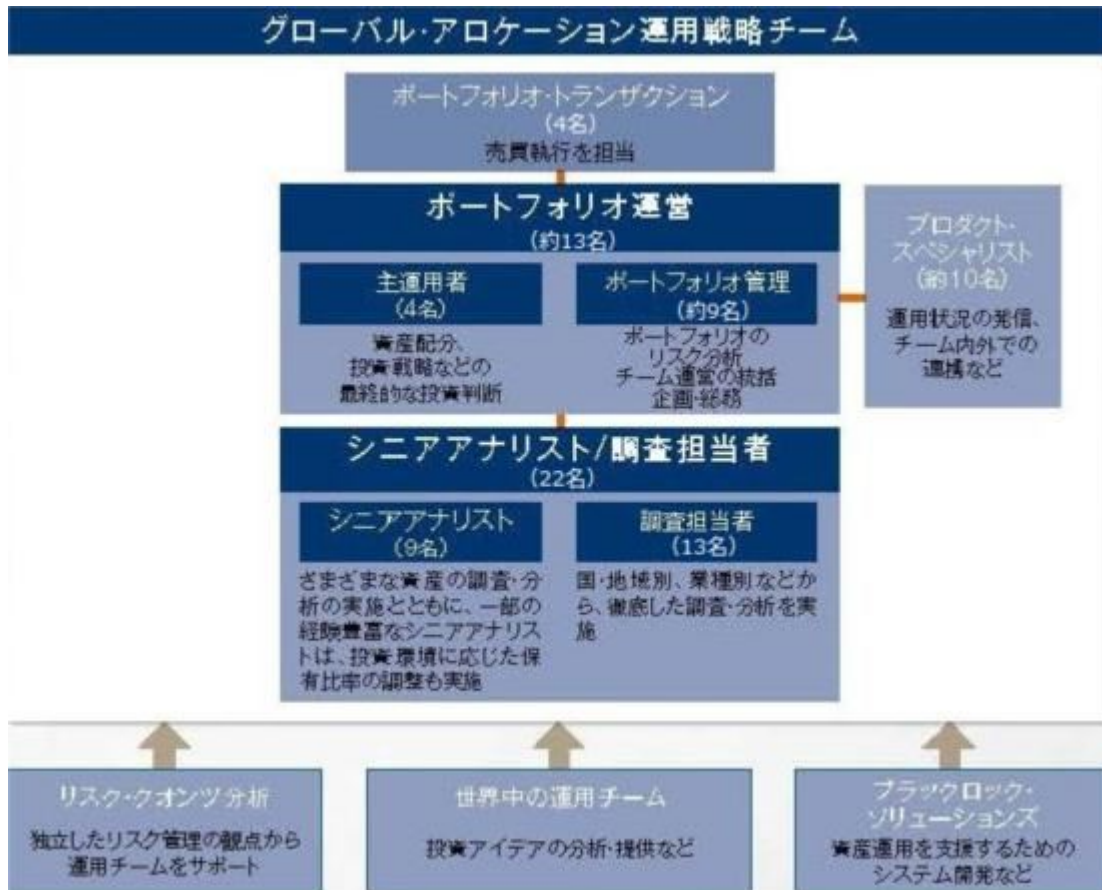 グローバル・アロケーション運用戦略チーム
ポートフォリオ・トランザクション
(4名)
売買執行を担当
ポートフォリオ運営
(約13名)
主運用者
(4名)
資産配分、
投資戦略などの
最終的な投資判断
ポートフォリオ管理
(約9名)
ポートフォリオの
リスク分析
チーム運営の統括
企画・総務
プロダクト・
スペシャリスト
(約10名)
運用状況の発信、
チーム内外での
連携など
シニアアナリスト/調査担当者
(22名)
シニアアナリスト
(9名)
さまざまな資産の調査・分
析の実施とともに、一部の
経験豊富なシニアアナリス
トは、投資環境に応じた保
有比率の調整も実施
調査担当者
(13名)
国・地域別、業種別などか
ら、徹底した調査・分析を実
施
リスク・クオンツ分析
独立したリスク管理の観点から
運用チームをサポート
世界中の運用チーム
投資アイデアの分析・提供など
ブラックロック・
ソリューションズ
資産運用を支援するための
システム開発など